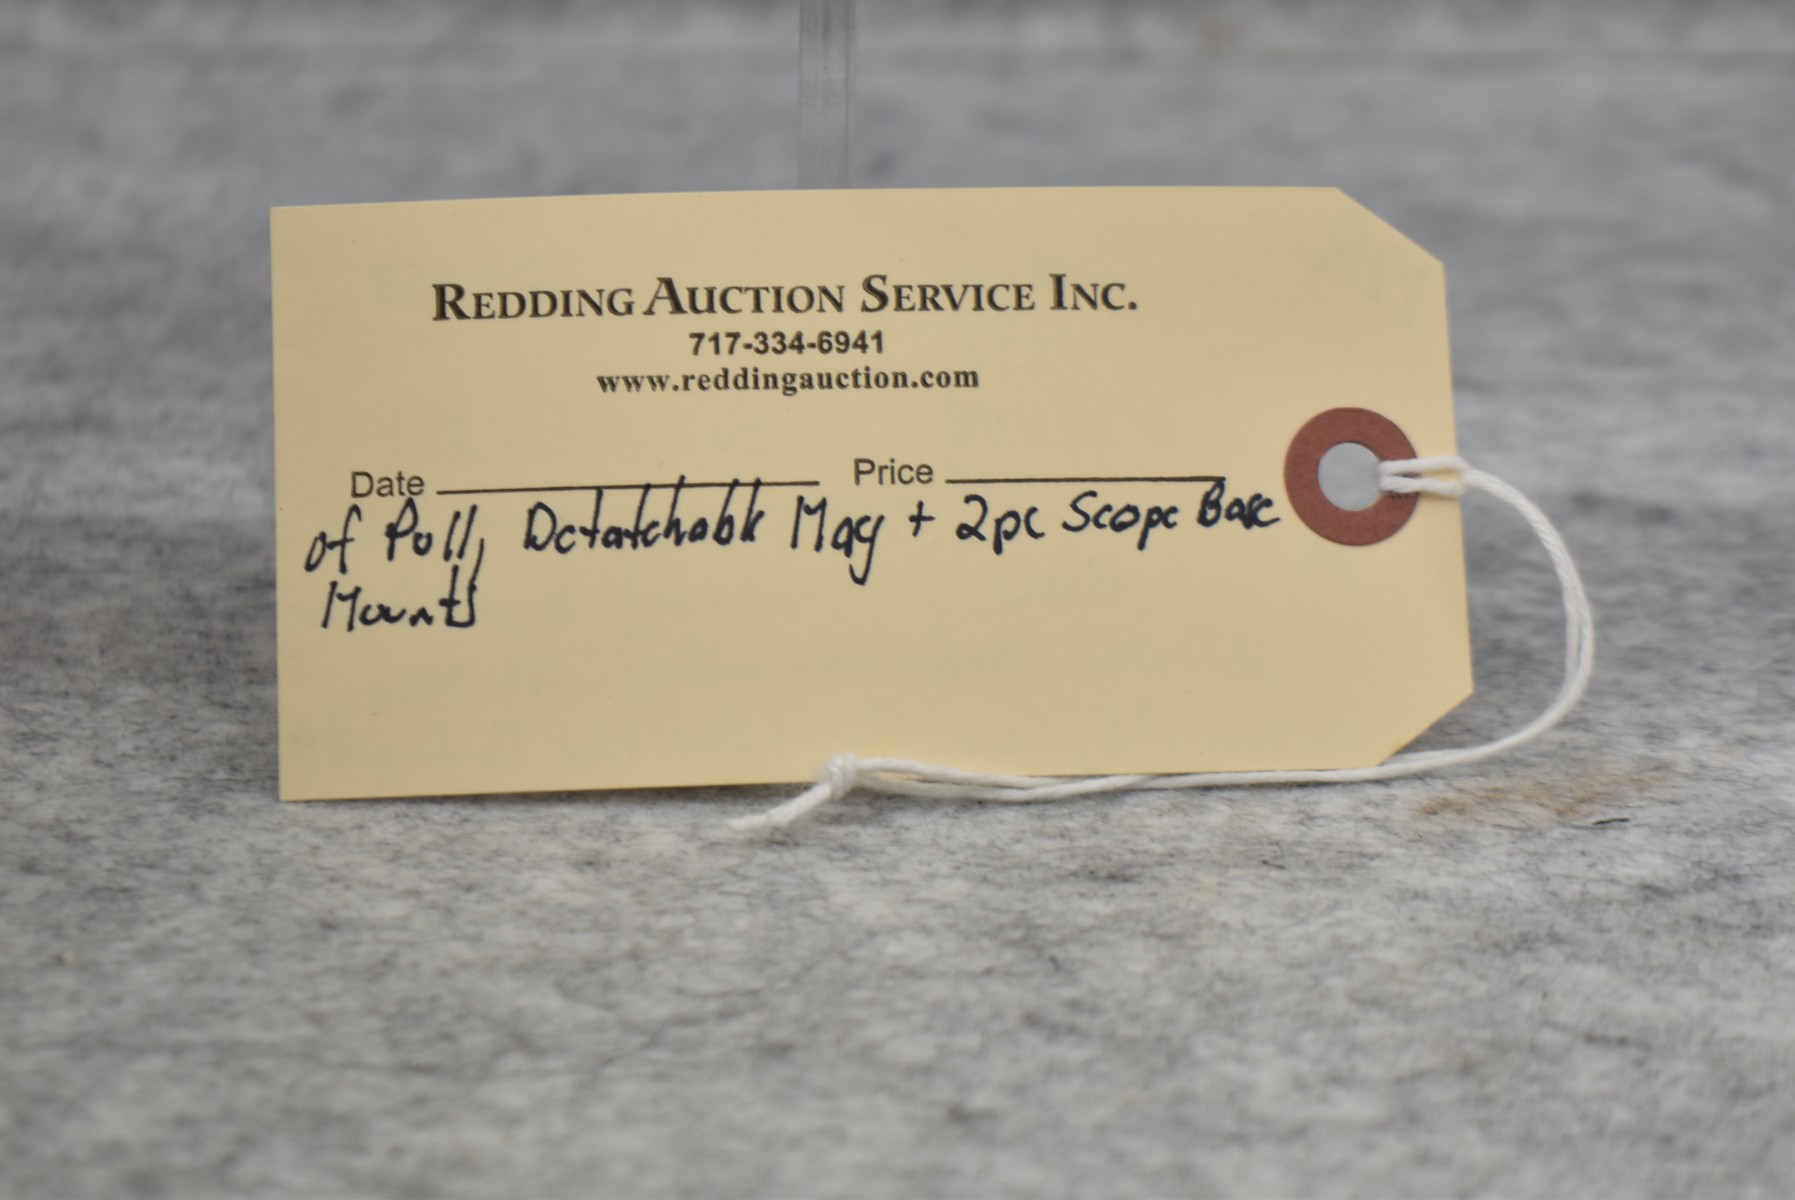 REDDING AUCTION SERVICE INC.
717-334-6941
www.reddingauction.com
Date Price
of Pull, Detatchable Mag + 2pc Scope Base
Mounts